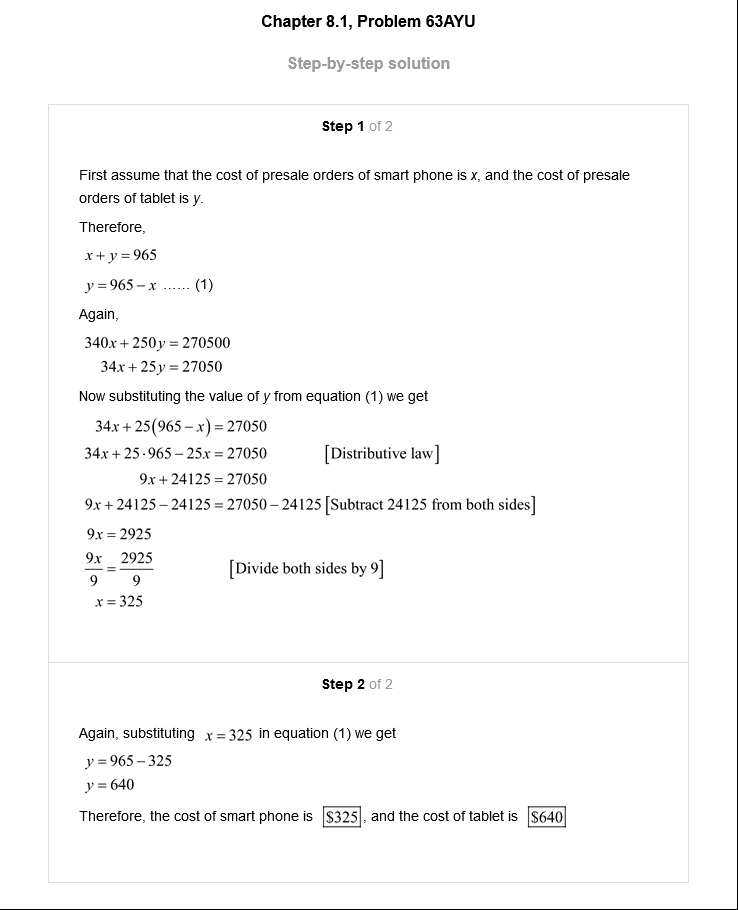 Chapter 8.1, Problem 63AYU
Step-by-step solution
Step 1 of 2
First assume that the cost of presale orders of smart phone is x, and the cost of presale
orders of tablet is y.
Therefore,
x + y = 965
y = 965 – x ...... (1)
Again,
340x + 250y = 270500
34x + 25y = 27050
Now substituting the value of y from equation (1) we get
34x + 25(965 – x) = 27050
34x + 25·965 – 25x = 27050 [Distributive law]
9x + 24125 = 27050
9x + 24125 – 24125 = 27050 – 24125 [Subtract 24125 from both sides]
9x = 2925
9x/9 = 2925/9 [Divide both sides by 9]
x = 325
Step 2 of 2
Again, substituting x = 325 in equation (1) we get
y = 965 – 325
y = 640
Therefore, the cost of smart phone is $325, and the cost of tablet is $640